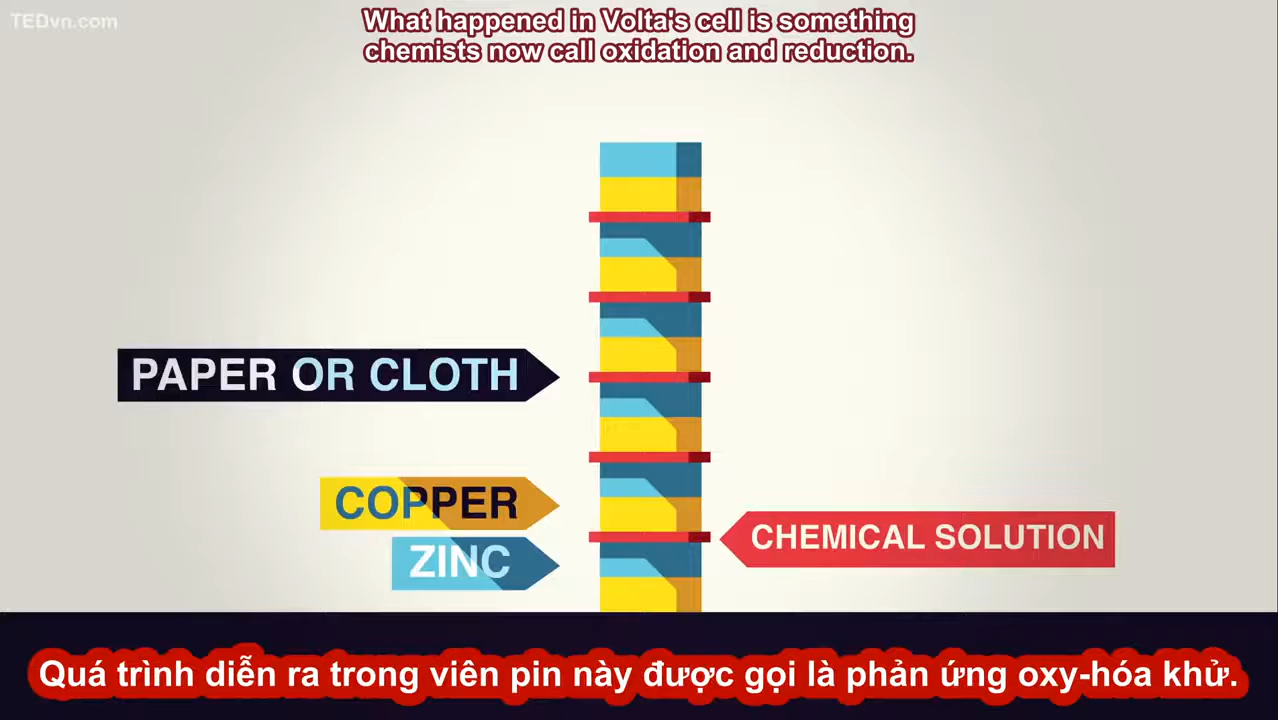 TEDvn.com
What happened in Volta's cell is something
chemists now call oxidation and reduction.
PAPER OR CLOTH
COPPER
CHEMICAL SOLUTION
ZINC
Quá trình diễn ra trong viên pin này được gọi là phản ứng oxy-hóa khử.